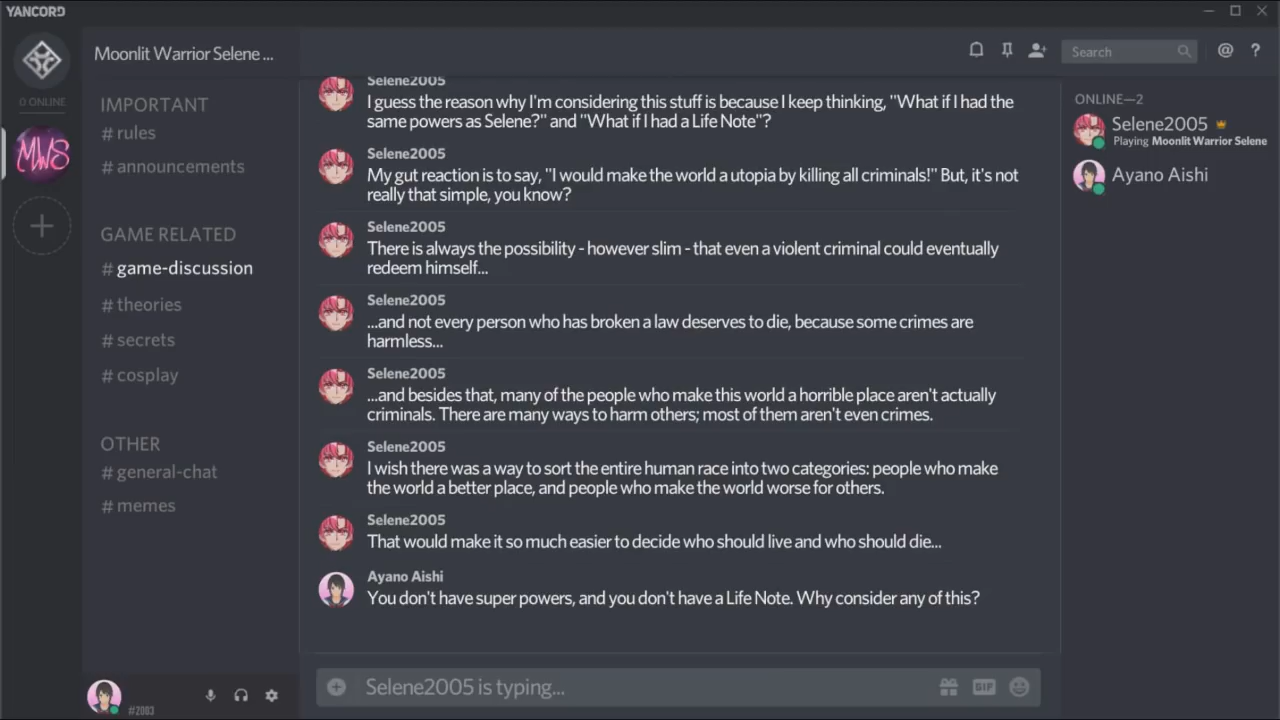 YANCORD
Moonlit Warrior Selene ...
Search
@
?
0 ONLINE
MWS
IMPORTANT
# rules
# announcements
GAME RELATED
# game-discussion
# theories
# secrets
# cosplay
OTHER
# general-chat
# memes
#2003
Selene2005
I guess the reason why I'm considering this stuff is because I keep thinking, "What if I had the
same powers as Selene?" and "What if I had a Life Note"?
Selene2005
My gut reaction is to say, "I would make the world a utopia by killing all criminals!" But, it's not
really that simple, you know?
Selene2005
There is always the possibility - however slim - that even a violent criminal could eventually
redeem himself...
Selene2005
...and not every person who has broken a law deserves to die, because some crimes are
harmless...
Selene2005
...and besides that, many of the people who make this world a horrible place aren't actually
criminals. There are many ways to harm others; most of them aren't even crimes.
Selene2005
I wish there was a way to sort the entire human race into two categories: people who make
the world a better place, and people who make the world worse for others.
Selene2005
That would make it so much easier to decide who should live and who should die...
Ayano Aishi
You don't have super powers, and you don't have a Life Note. Why consider any of this?
Selene2005 is typing...
GIF
ONLINE—2
Selene2005
Playing Moonlit Warrior Selene
Ayano Aishi